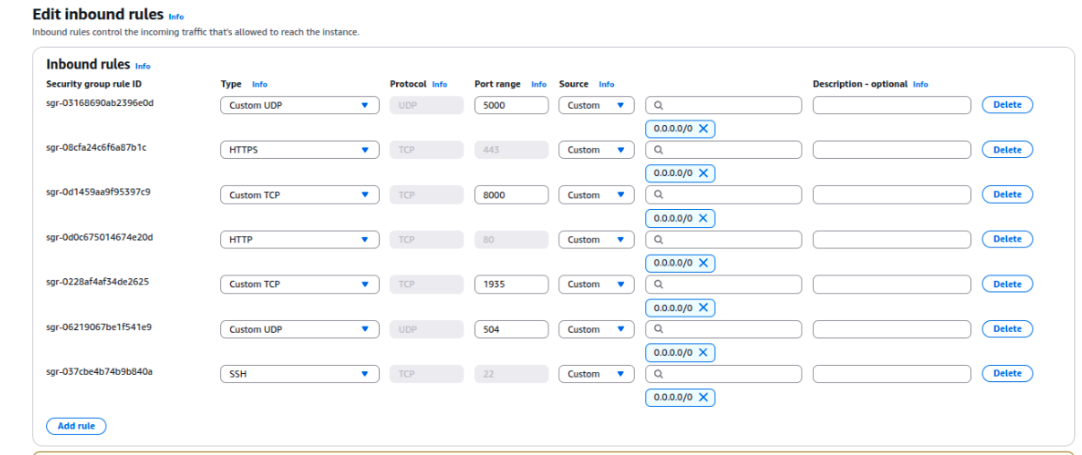 Edit inbound rules Info
Inbound rules control the incoming traffic that's allowed to reach the instance.
Inbound rules Info
Security group rule ID Type Info Protocol Info Port range Info Source Info Description - optional Info
sgr-03168690ab2396e0d Custom UDP UDP 5000 Custom Delete
0.0.0.0/0
sgr-08cfa24c6f6a87b1c HTTPS TCP 443 Custom Delete
0.0.0.0/0
sgr-0d1459aa9f95397c9 Custom TCP TCP 8000 Custom Delete
0.0.0.0/0
sgr-0d0c675014674e20d HTTP TCP 80 Custom Delete
0.0.0.0/0
sgr-0228af4af34de2625 Custom TCP TCP 1935 Custom Delete
0.0.0.0/0
sgr-06219067be1f541e9 Custom UDP UDP 504 Custom Delete
0.0.0.0/0
sgr-037cbe4b74b9b840a SSH TCP 22 Custom Delete
0.0.0.0/0
Add rule